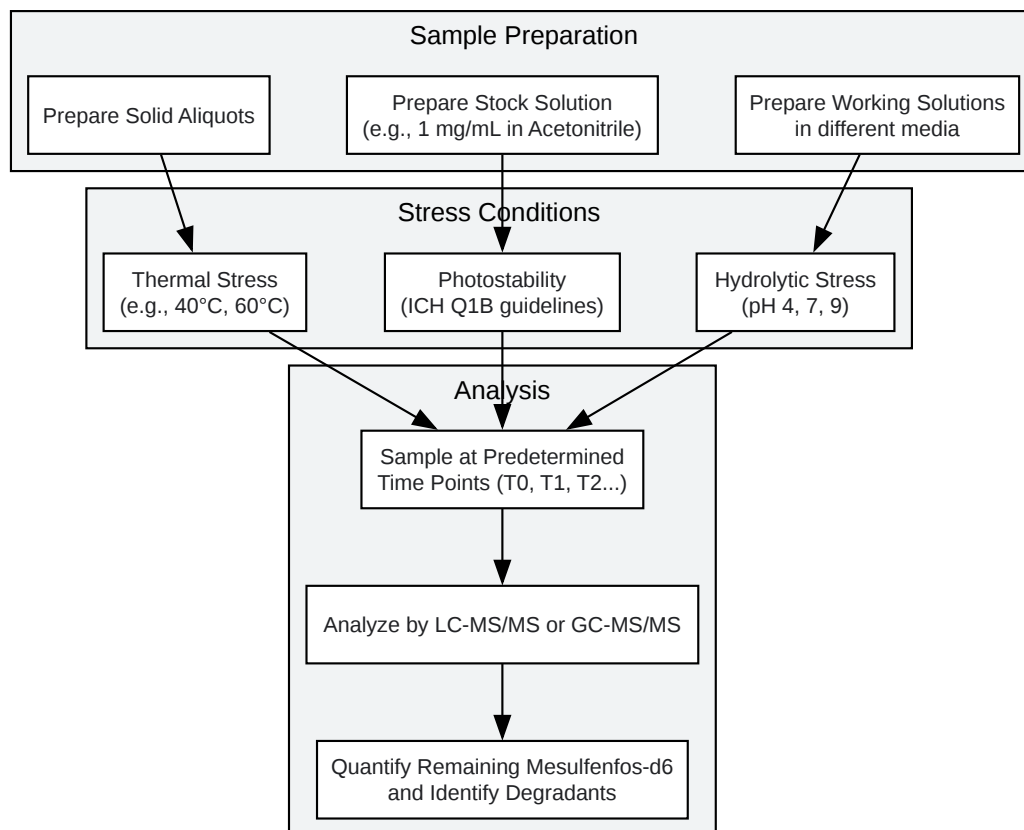 Sample Preparation
Prepare Solid Aliquots
Prepare Stock Solution
(e.g., 1 mg/mL in Acetonitrile)
Prepare Working Solutions
in different media
Stress Conditions
Thermal Stress
(e.g., 40°C, 60°C)
Photostability
(ICH Q1B guidelines)
Hydrolytic Stress
(pH 4, 7, 9)
Analysis
Sample at Predetermined
Time Points (T0, T1, T2...)
Analyze by LC-MS/MS or GC-MS/MS
Quantify Remaining Mesulfenfos-d6
and Identify Degradants